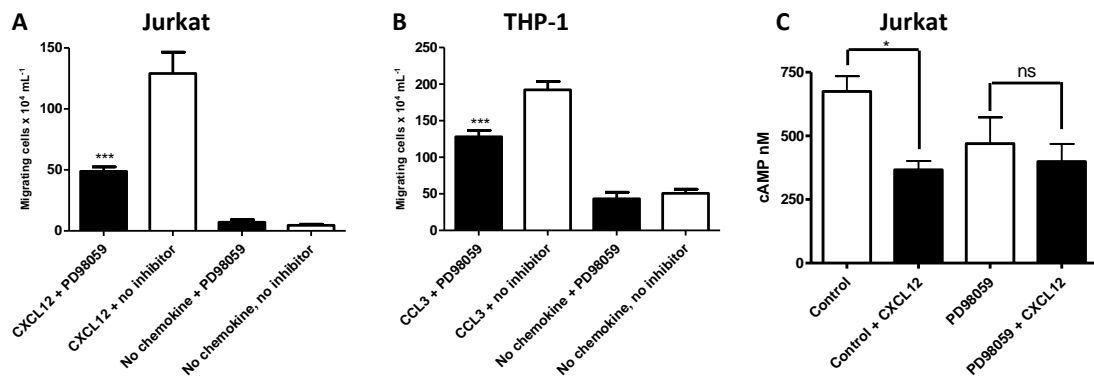 A Jurkat
Migrating cells x 10⁴ mL⁻¹
150
100
50
0
***
CXCL12 + PD98059
CXCL12 + no inhibitor
No chemokine + PD98059
No chemokine, no inhibitor
B THP-1
Migrating cells x 10⁴ mL⁻¹
250
200
150
100
50
0
***
CCL3 + PD98059
CCL3 + no inhibitor
No chemokine + PD98059
No chemokine, no inhibitor
C Jurkat
cAMP nM
750
500
250
0
*
ns
Control
Control + CXCL12
PD98059
PD98059 + CXCL12